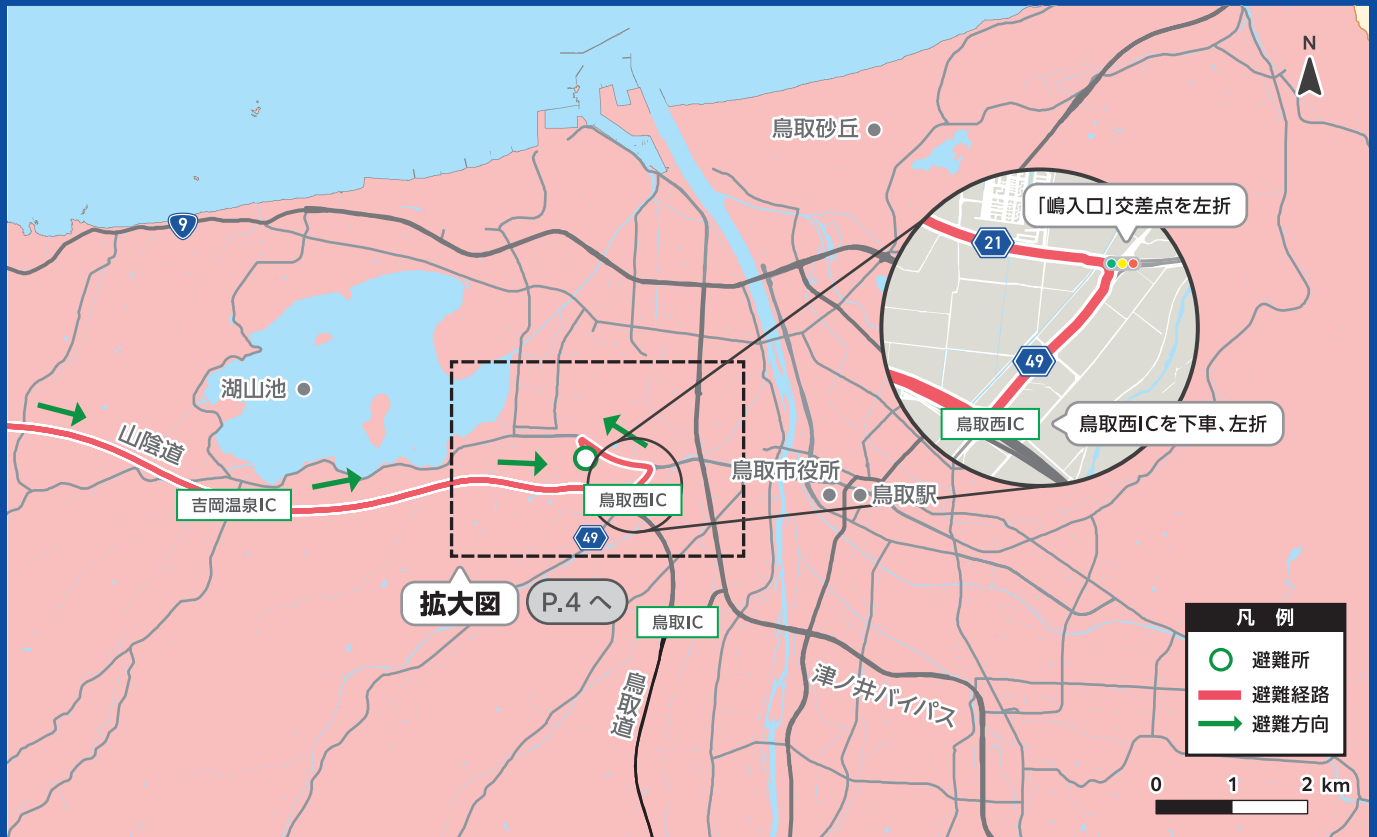 N
鳥取砂丘
「嶋入口」交差点を左折
9
21
49
湖山池
鳥取西IC
鳥取西ICを下車、左折
山陰道
鳥取市役所
鳥取駅
吉岡温泉IC
鳥取西IC
49
拡大図
P.4 へ
鳥取IC
凡 例
避難所
避難経路
避難方向
鳥取道
津ノ井バイパス
0 1 2 km